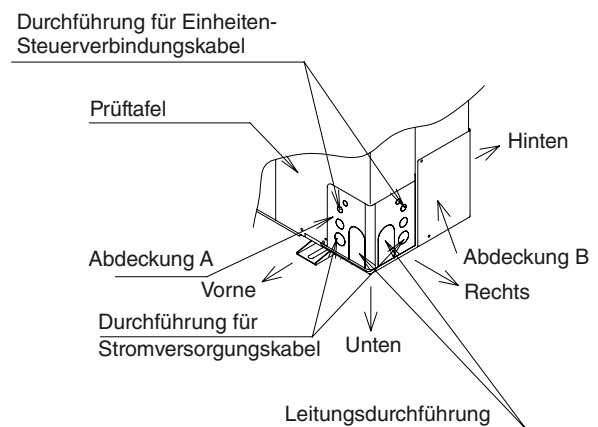 Durchführung für Einheiten-
Steuerverbindungskabel
Prüftafel
Hinten
Abdeckung A
Abdeckung B
Vorne
Rechts
Durchführung für
Stromversorgungskabel
Unten
Leitungsdurchführung